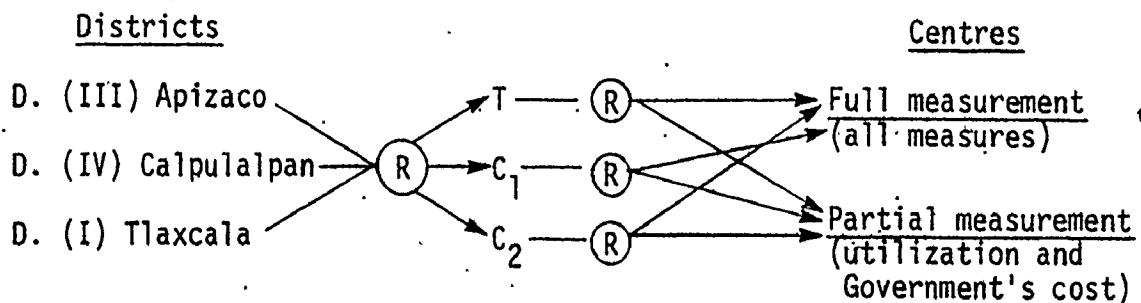 Districts
Centres
D. (III) Apizaco
T
R
Full measurement
(all measures)
D. (IV) Calpulalpan
R
C1
R
D. (I) Tlaxcala
C2
R
Partial measurement
(utilization and
Government's cost)